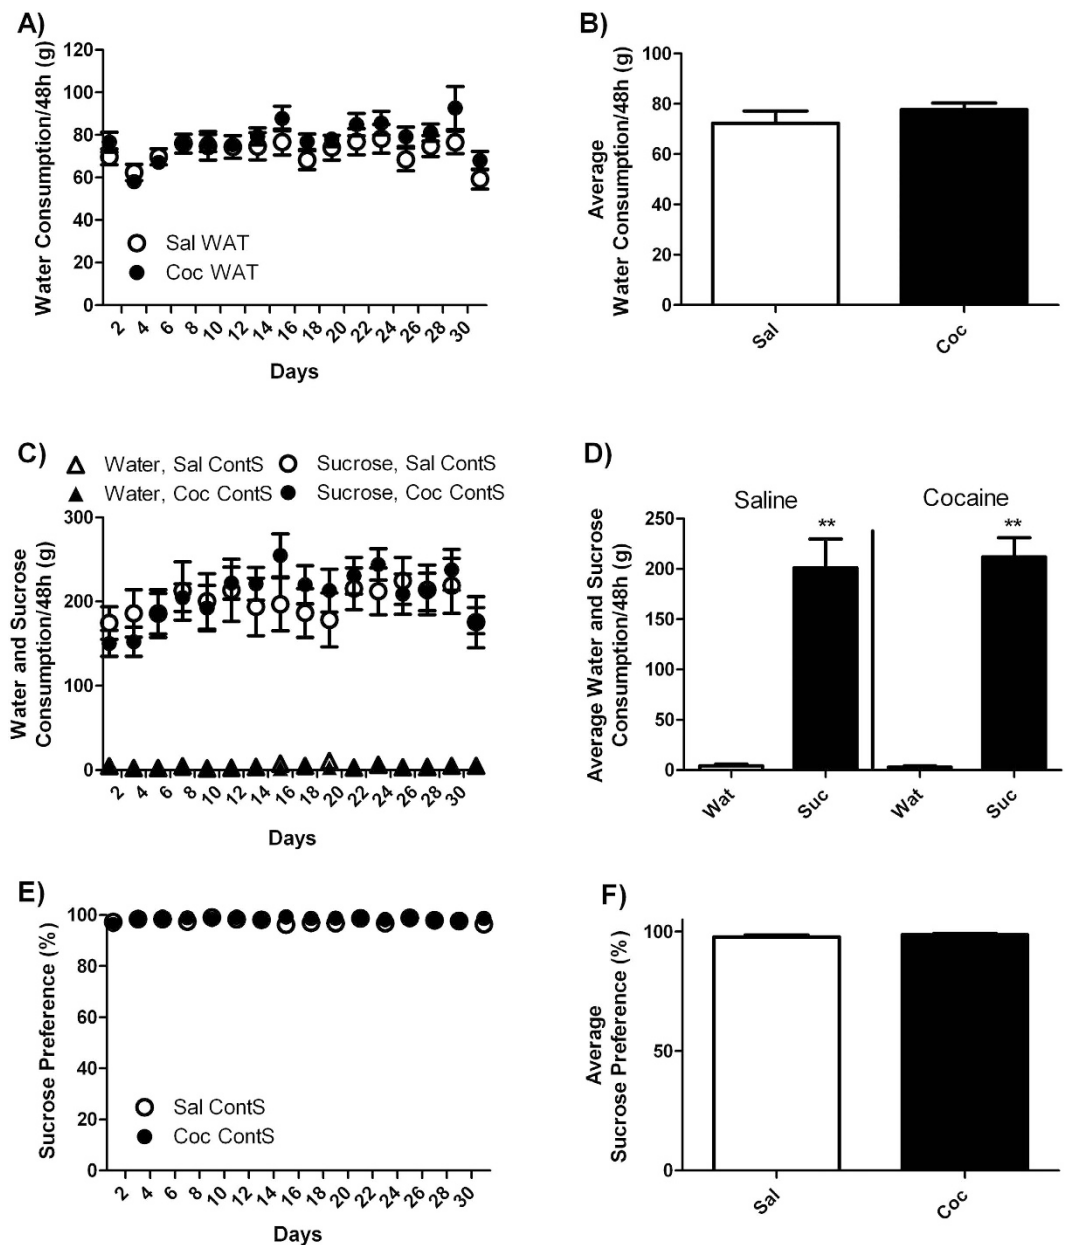 A)
Water Consumption/48h (g)
120
100
80
60
40
20
0
Sal WAT
Coc WAT
2 4 6 8 10 12 14 16 18 20 22 24 26 28 30
Days
B)
Average
Water Consumption/48h (g)
100
80
60
40
20
0
Sal Coc
C)
Water, Sal ContS Sucrose, Sal ContS
Water, Coc ContS Sucrose, Coc ContS
Water and Sucrose
Consumption/48h (g)
300
200
100
0
2 4 6 8 10 12 14 16 18 20 22 24 26 28 30
Days
D)
Saline Cocaine
Average Water and Sucrose
Consumption/48h (g)
250
200
150
100
50
0
** **
Wat Suc Wat Suc
E)
Sucrose Preference (%)
100
80
60
40
20
0
Sal ContS
Coc ContS
2 4 6 8 10 12 14 16 18 20 22 24 26 28 30
Days
F)
Average
Sucrose Preference (%)
100
50
0
Sal Coc